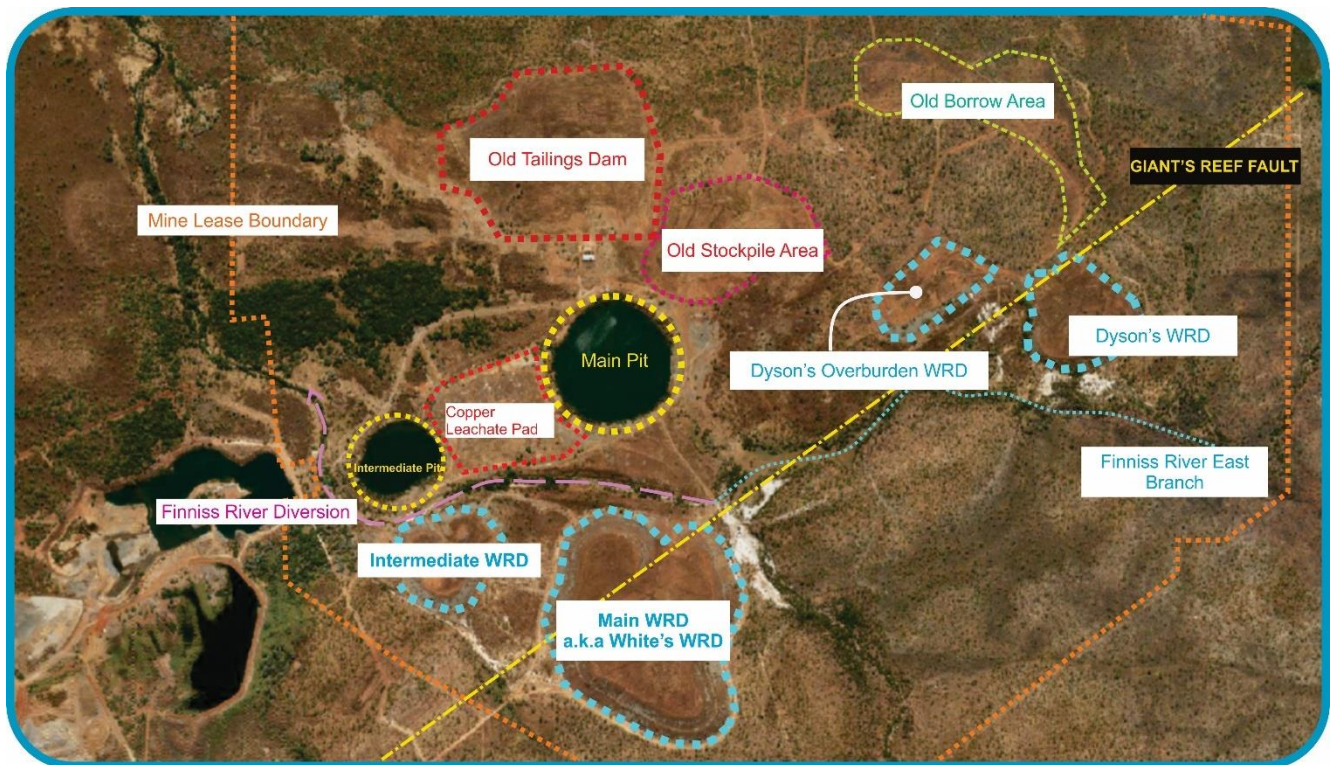 Old Borrow Area
Old Tailings Dam
GIANT'S REEF FAULT
Mine Lease Boundary
Old Stockpile Area
Dyson's WRD
Main Pit
Dyson's Overburden WRD
Copper
Leachate Pad
Intermediate Pit
Finniss River East
Branch
Finniss River Diversion
Intermediate WRD
Main WRD
a.k.a White's WRD